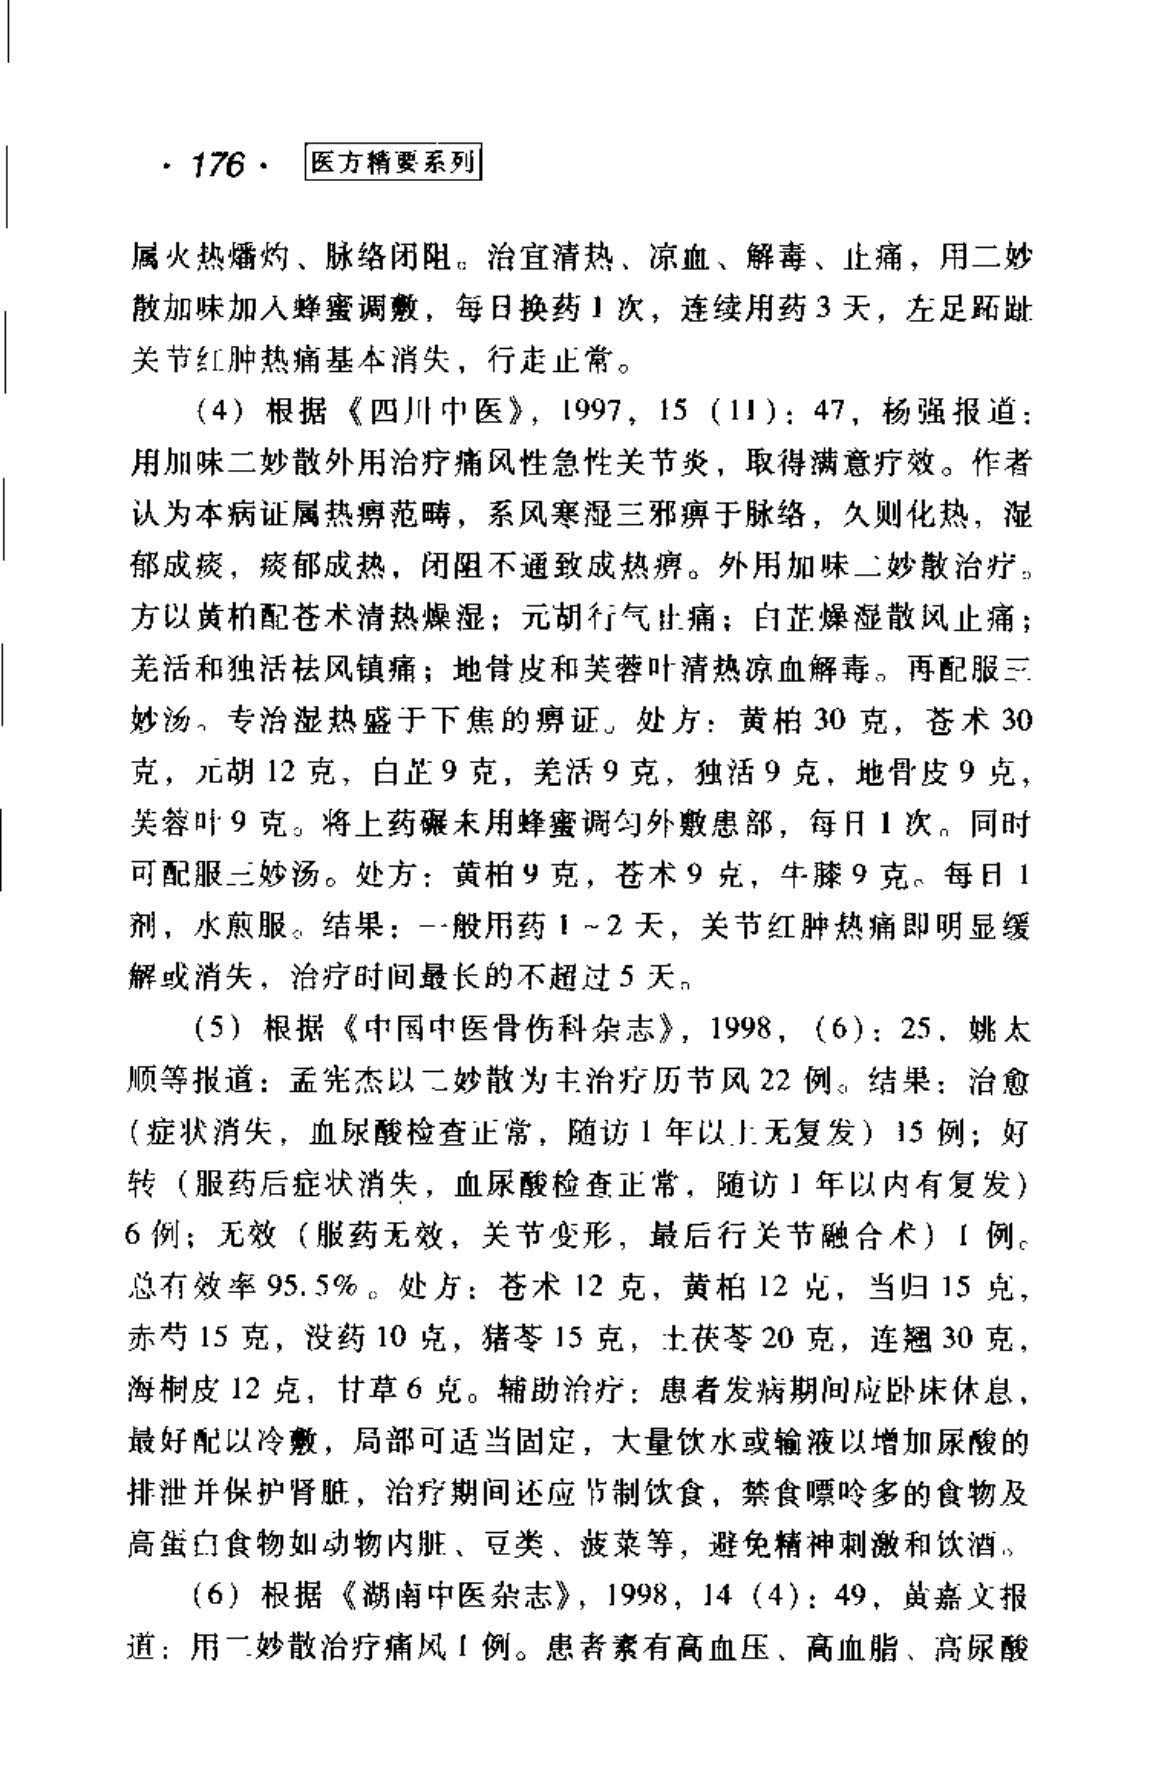 · 176 · 医方精要系列
属火热燔灼、脉络闭阻。治宜清热、凉血、解毒、止痛，用二妙
散加味加入蜂蜜调敷，每日换药1次，连续用药3天，左足跖趾
关节红肿热痛基本消失，行走正常。
（4）根据《四川中医》，1997，15（11）：47，杨强报道：
用加味二妙散外用治疗痛风性急性关节炎，取得满意疗效。作者
认为本病证属热痹范畴，系风寒湿三邪痹于脉络，久则化热，湿
郁成痰，痰郁成热，闭阻不通致成热痹。外用加味二妙散治疗。
方以黄柏配苍术清热燥湿；元胡行气止痛；白芷燥湿散风止痛；
羌活和独活祛风镇痛；地骨皮和芙蓉叶清热凉血解毒。再配服三
妙汤。专治湿热盛于下焦的痹证。处方：黄柏30克，苍术30
克，元胡12克，白芷9克，羌活9克，独活9克，地骨皮9克，
芙蓉叶9克。将上药碾末用蜂蜜调匀外敷患部，每日1次。同时
可配服三妙汤。处方：黄柏9克，苍术9克，牛膝9克。每日1
剂，水煎服。结果：一般用药1~2天，关节红肿热痛即明显缓
解或消失，治疗时间最长的不超过5天。
（5）根据《中国中医骨伤科杂志》，1998，（6）：25，姚太
顺等报道：孟宪杰以二妙散为主治疗历节风22例。结果：治愈
（症状消失，血尿酸检查正常，随访1年以上无复发）15例；好
转（服药后症状消失，血尿酸检查正常，随访1年以内有复发）
6例；无效（服药无效，关节变形，最后行关节融合术）1例。
总有效率95.5%。处方：苍术12克，黄柏12克，当归15克，
赤芍15克，没药10克，猪苓15克，土茯苓20克，连翘30克，
海桐皮12克，甘草6克。辅助治疗：患者发病期间应卧床休息，
最好配以冷敷，局部可适当固定，大量饮水或输液以增加尿酸的
排泄并保护肾脏，治疗期间还应节制饮食，禁食嘌呤多的食物及
高蛋白食物如动物内脏、豆类、菠菜等，避免精神刺激和饮酒。
（6）根据《湖南中医杂志》，1998，14（4）：49，黄嘉文报
道：用二妙散治疗痛风1例。患者素有高血压、高血脂、高尿酸